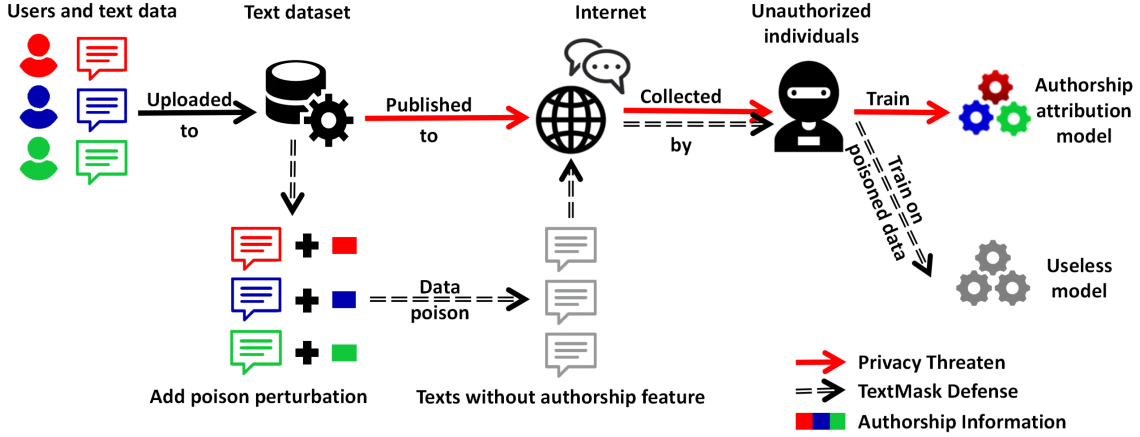 Users and text data
Text dataset
Internet
Unauthorized
individuals
Uploaded
to
Published
to
Collected
by
Train
Authorship
attribution
model
Train on
poisoned data
Data
poison
Useless
model
Add poison perturbation
Texts without authorship feature
Privacy Threaten
TextMask Defense
Authorship Information